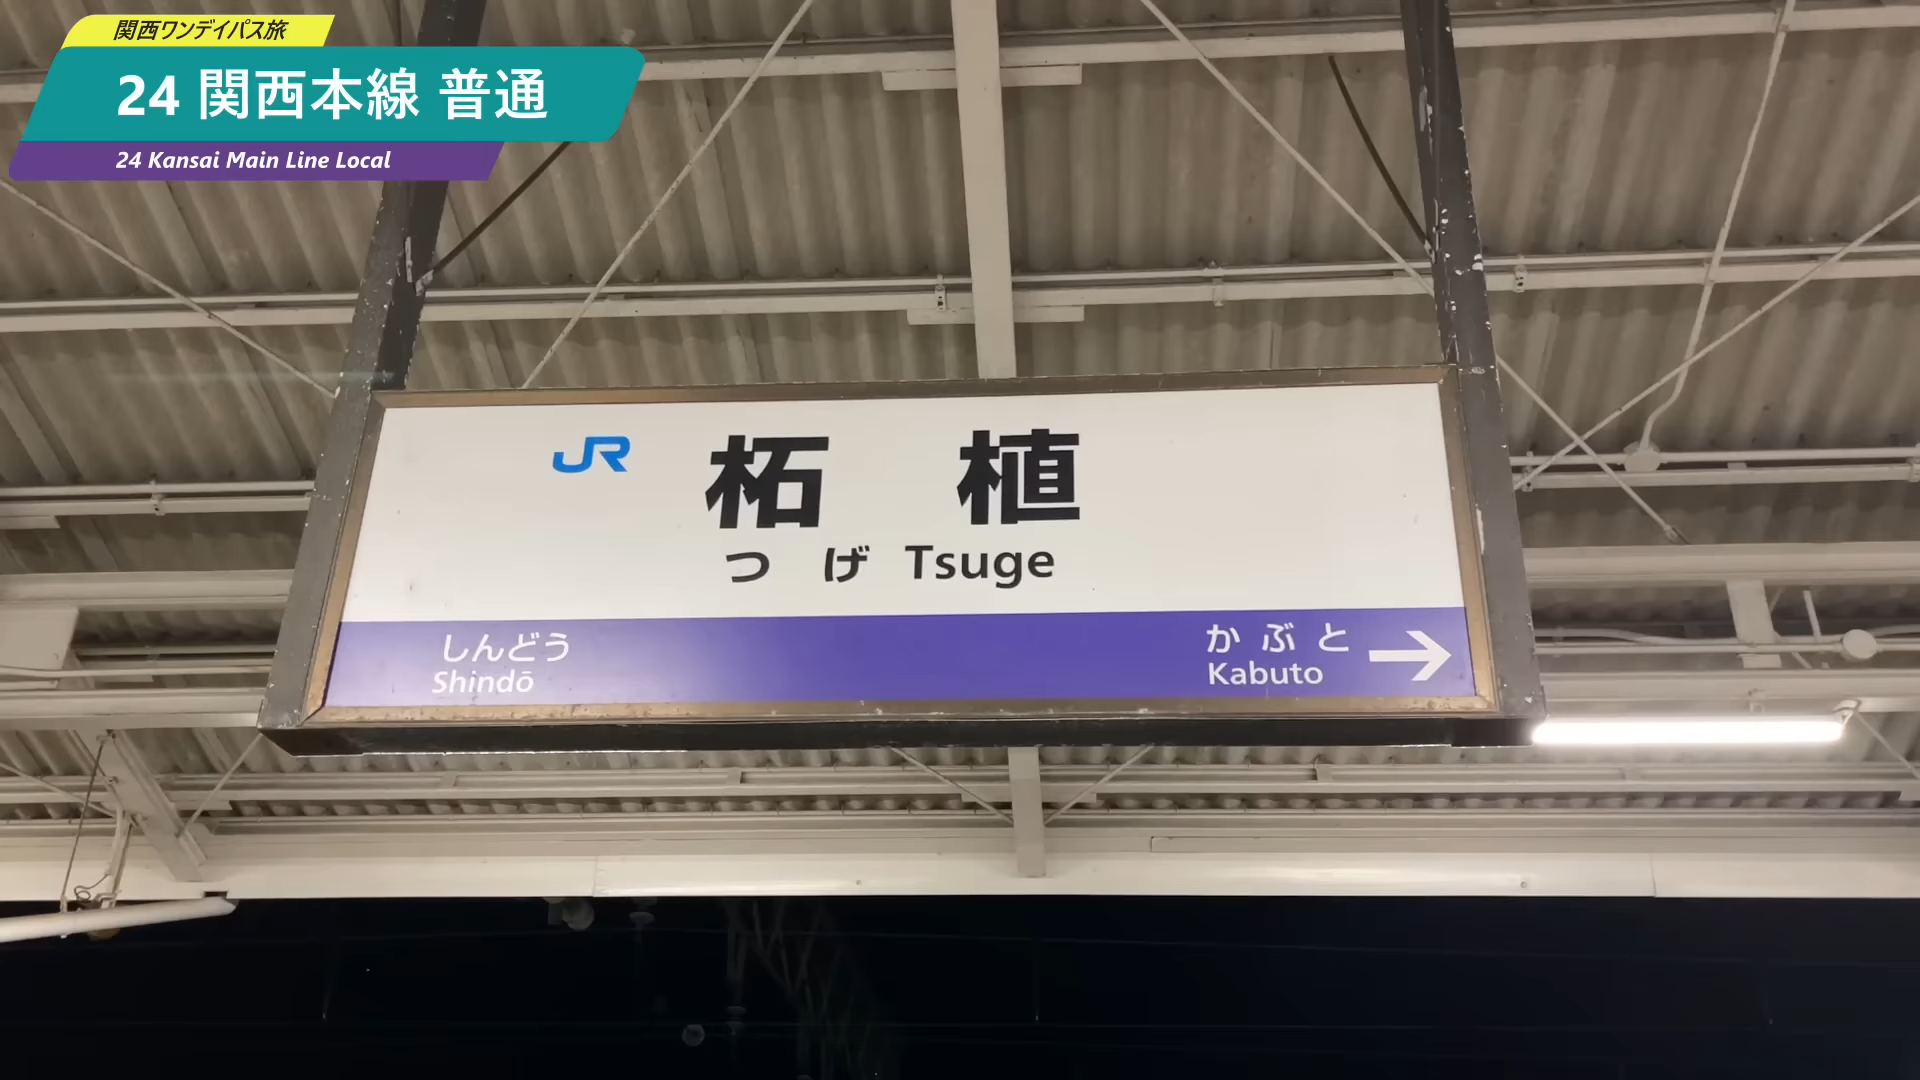 関西ワンデイパス旅
24 関西本線 普通
24 Kansai Main Line Local
JR
柘植
つげ Tsuge
しんどう
Shindō
かぶと →
Kabuto